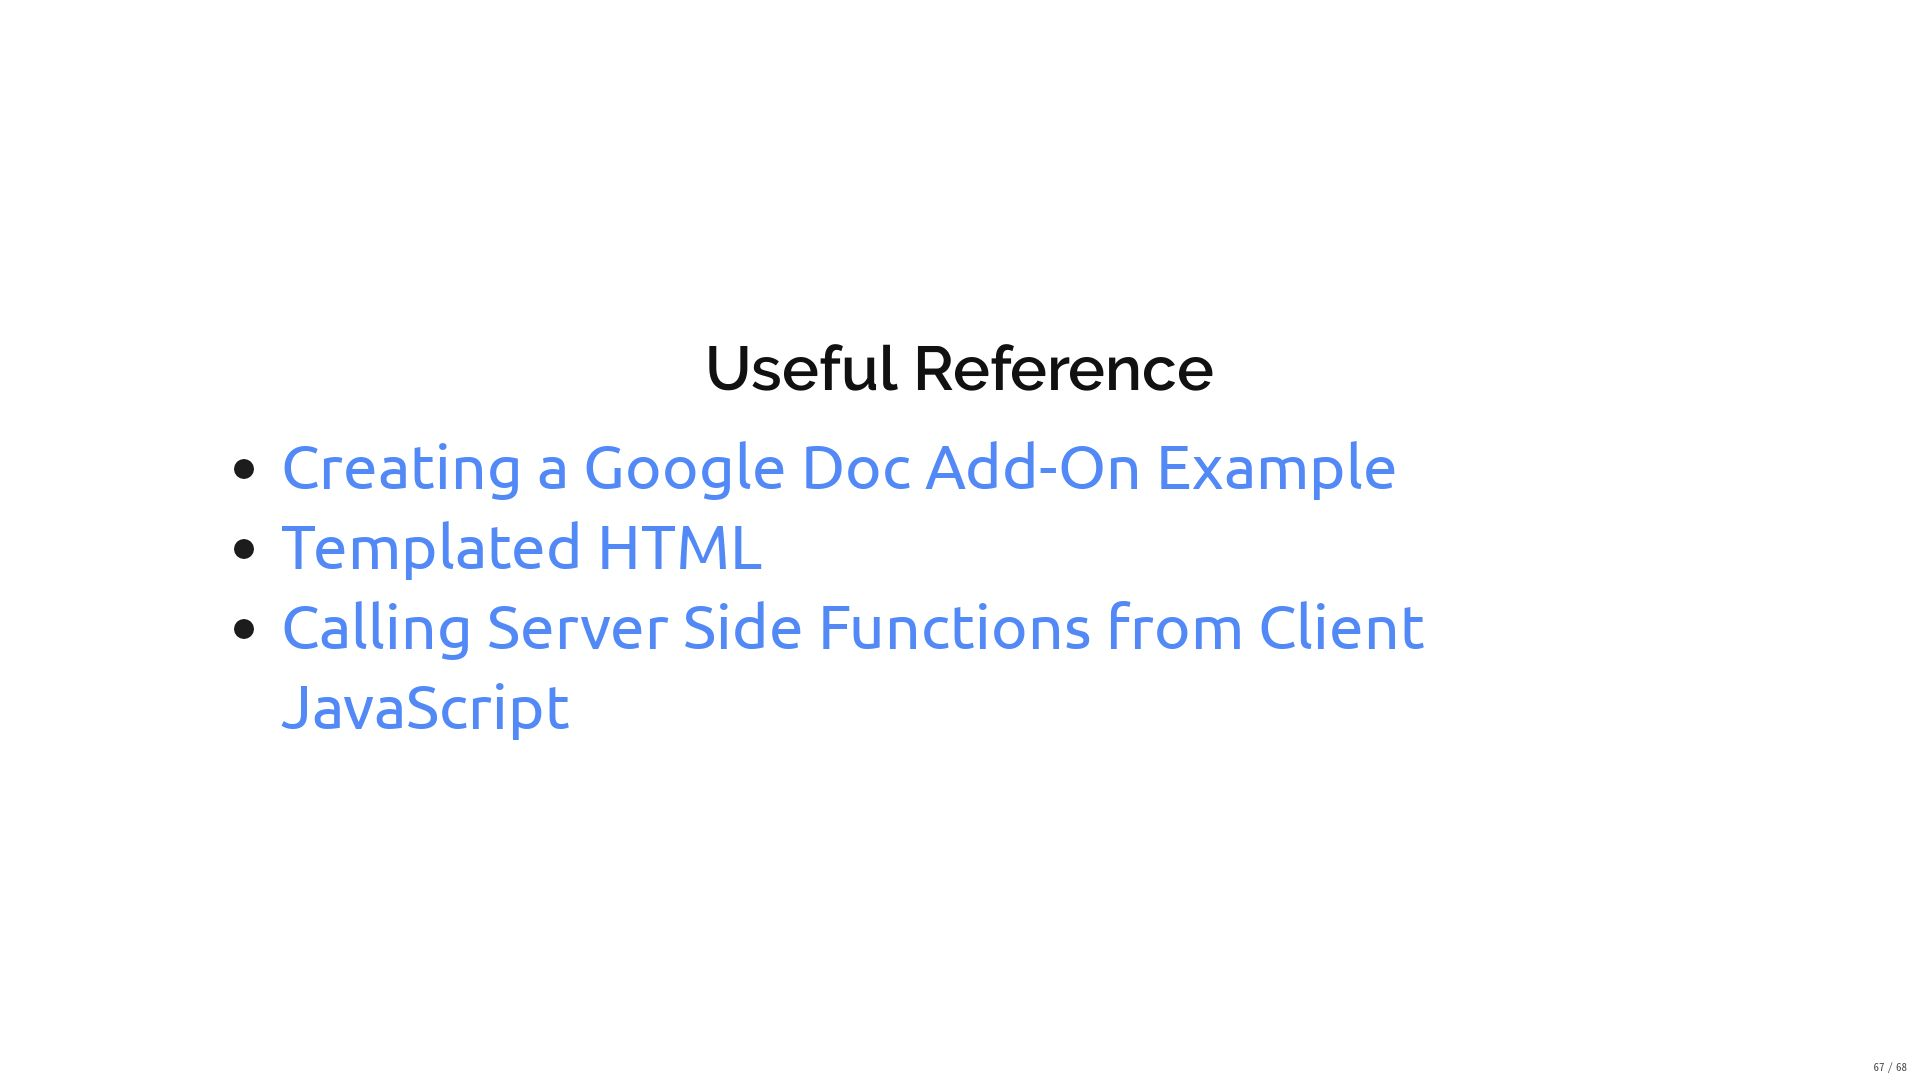 Useful Reference
Creating a Google Doc Add-On Example
Templated HTML
Calling Server Side Functions from Client
JavaScript
67 / 68